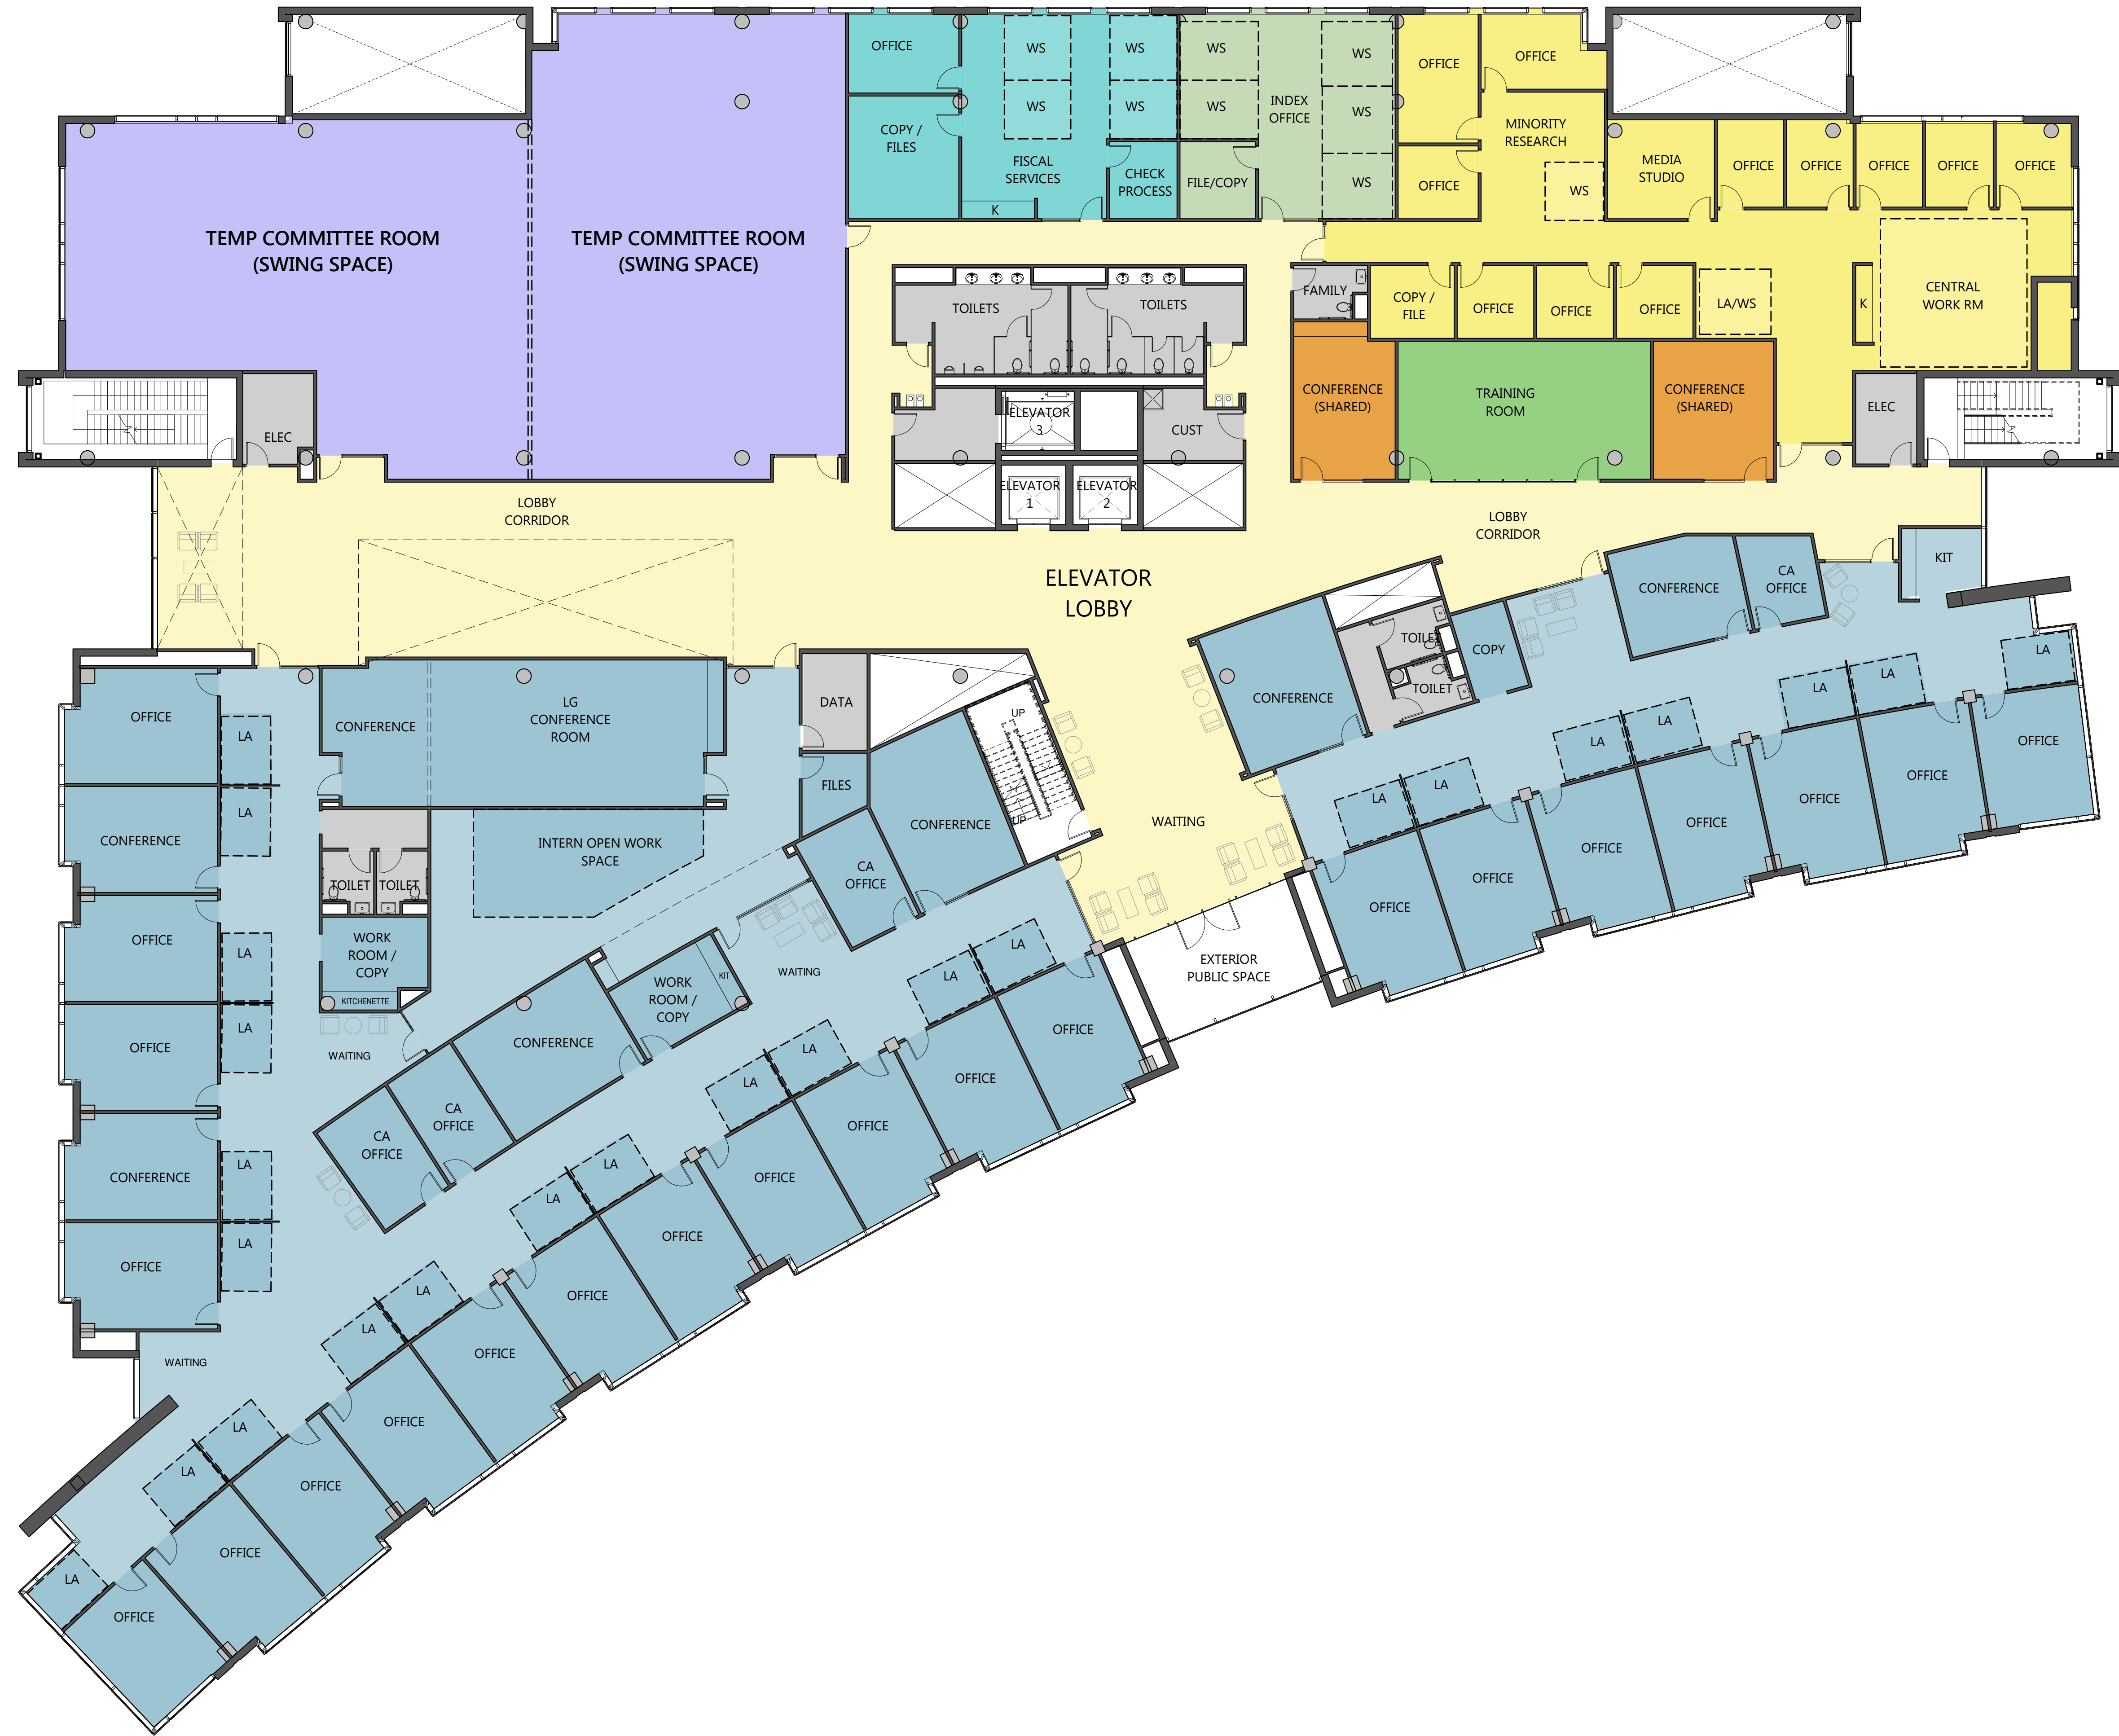 OFFICE
WS
WS
WS
WS
OFFICE
OFFICE
WS
WS
WS
WS
INDEX
OFFICE
WS
COPY /
FILES
MINORITY
RESEARCH
FISCAL
SERVICES
CHECK
PROCESS
FILE/COPY
WS
OFFICE
WS
MEDIA
STUDIO
OFFICE
OFFICE
OFFICE
OFFICE
OFFICE
K
TEMP COMMITTEE ROOM
(SWING SPACE)
TEMP COMMITTEE ROOM
(SWING SPACE)
TOILETS
TOILETS
FAMILY
COPY /
FILE
OFFICE
OFFICE
OFFICE
LA/WS
K
CENTRAL
WORK RM
CONFERENCE
(SHARED)
TRAINING
ROOM
CONFERENCE
(SHARED)
ELEC
ELEC
ELEVATOR
3
CUST
ELEVATOR
1
ELEVATOR
2
LOBBY
CORRIDOR
LOBBY
CORRIDOR
ELEVATOR
LOBBY
CONFERENCE
CA
OFFICE
KIT
TOILET
TOILET
COPY
CONFERENCE
LA
LA
LA
LA
LA
LA
LA
LA
LA
OFFICE
OFFICE
OFFICE
OFFICE
OFFICE
OFFICE
OFFICE
OFFICE
LA
CONFERENCE
LG
CONFERENCE
ROOM
DATA
UP
UP
FILES
CONFERENCE
WAITING
CONFERENCE
LA
INTERN OPEN WORK
SPACE
CA
OFFICE
TOILET
TOILET
OFFICE
LA
WORK
ROOM /
COPY
KITCHENETTE
WAITING
KIT
WORK
ROOM /
COPY
WAITING
EXTERIOR
PUBLIC SPACE
LA
LA
OFFICE
OFFICE
LA
CONFERENCE
CA
OFFICE
CA
OFFICE
LA
LA
OFFICE
OFFICE
CONFERENCE
LA
LA
LA
OFFICE
OFFICE
OFFICE
LA
LA
LA
OFFICE
OFFICE
WAITING
OFFICE
LA
LA
OFFICE
OFFICE
LA
OFFICE